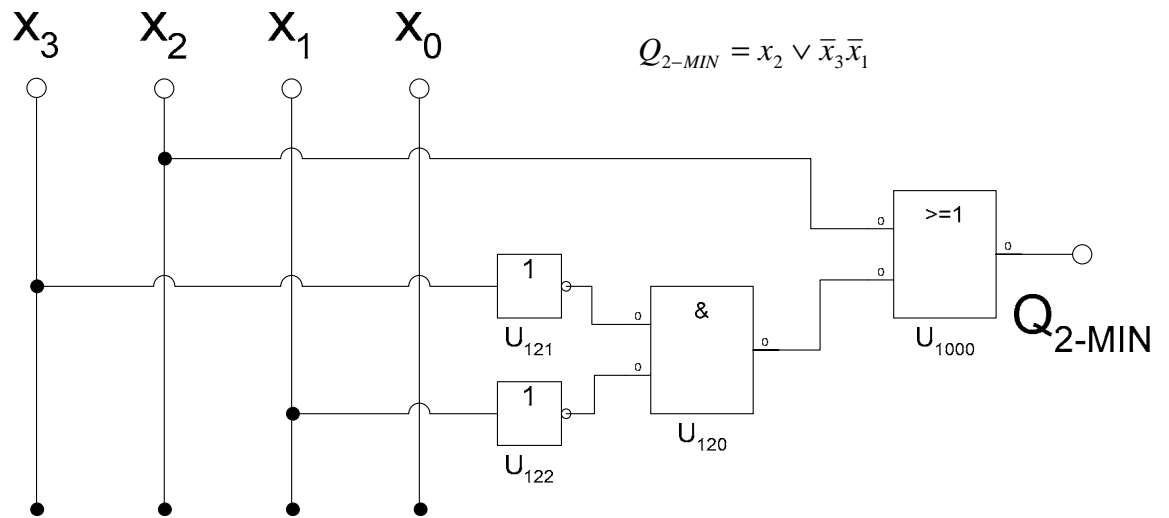 x₃ x₂ x₁ x₀
Q₂₋MIN = x₂ ∨ x̄₃x̄₁
>=1
0
0
0
1
&
0
0
0
U₁₂₁
U₁₀₀₀
Q₂₋MIN
1
U₁₂₀
U₁₂₂